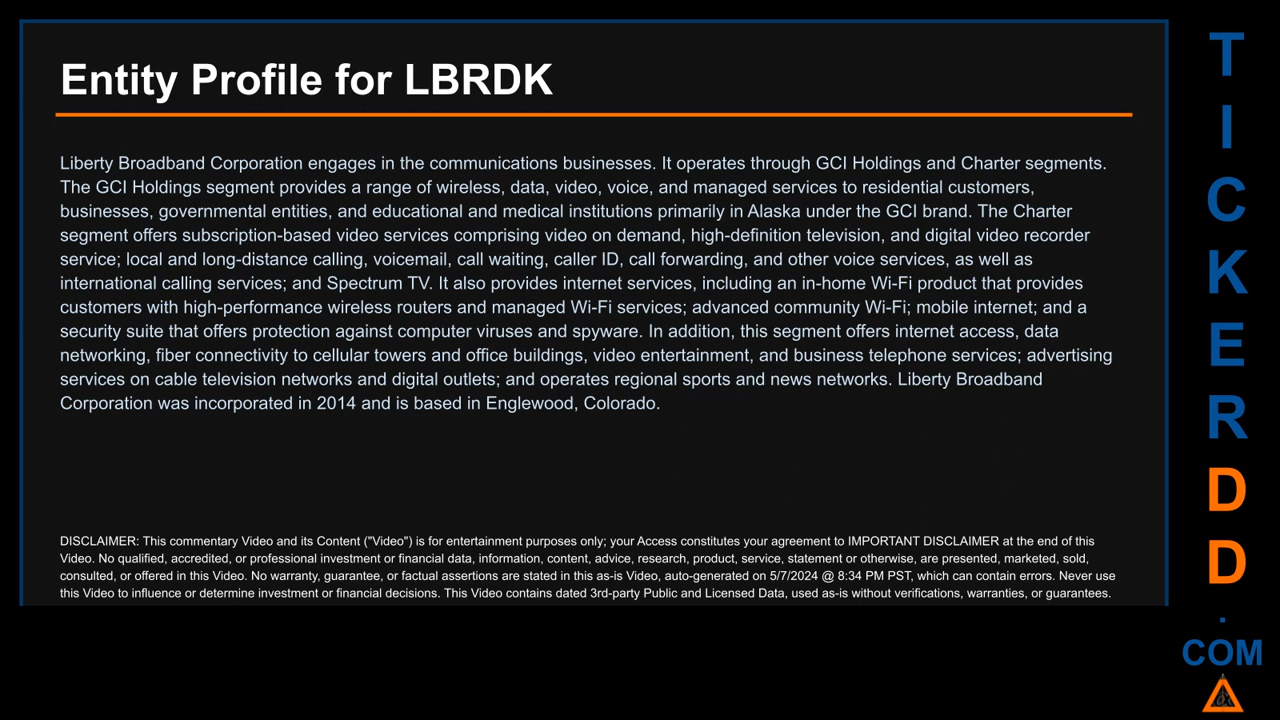 Entity Profile for LBRDK
Liberty Broadband Corporation engages in the communications businesses. It operates through GCI Holdings and Charter segments.
The GCI Holdings segment provides a range of wireless, data, video, voice, and managed services to residential customers,
businesses, governmental entities, and educational and medical institutions primarily in Alaska under the GCI brand. The Charter
segment offers subscription-based video services comprising video on demand, high-definition television, and digital video recorder
service; local and long-distance calling, voicemail, call waiting, caller ID, call forwarding, and other voice services, as well as
international calling services; and Spectrum TV. It also provides internet services, including an in-home Wi-Fi product that provides
customers with high-performance wireless routers and managed Wi-Fi services; advanced community Wi-Fi; mobile internet; and a
security suite that offers protection against computer viruses and spyware. In addition, this segment offers internet access, data
networking, fiber connectivity to cellular towers and office buildings, video entertainment, and business telephone services; advertising
services on cable television networks and digital outlets; and operates regional sports and news networks. Liberty Broadband
Corporation was incorporated in 2014 and is based in Englewood, Colorado.
DISCLAIMER: This commentary Video and its Content ("Video") is for entertainment purposes only; your Access constitutes your agreement to IMPORTANT DISCLAIMER at the end of this
Video. No qualified, accredited, or professional investment or financial data, information, content, advice, research, product, service, statement or otherwise, are presented, marketed, sold,
consulted, or offered in this Video. No warranty, guarantee, or factual assertions are stated in this as-is Video, auto-generated on 5/7/2024 @ 8:34 PM PST, which can contain errors. Never use
this Video to influence or determine investment or financial decisions. This Video contains dated 3rd-party Public and Licensed Data, used as-is without verifications, warranties, or guarantees.
T
I
C
K
E
R
D
D
.
COM